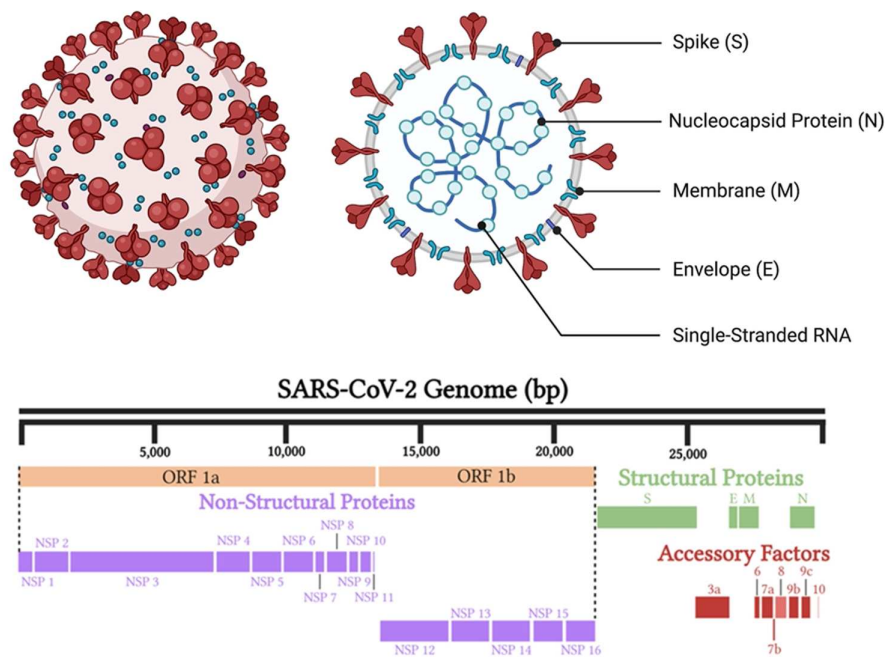 Spike (S)
Nucleocapsid Protein (N)
Membrane (M)
Envelope (E)
Single-Stranded RNA
SARS-CoV-2 Genome (bp)
5,000 10,000 15,000 20,000 25,000
ORF 1a ORF 1b
Structural Proteins
S E M N
Non-Structural Proteins
NSP 8
NSP 2 NSP 4 NSP 6 NSP 10
NSP 1 NSP 3 NSP 5 NSP 9
NSP 7 NSP 11
Accessory Factors
6 8 9c
3a 7a 9b 10
7b
NSP 13 NSP 15
NSP 12 NSP 14 NSP 16